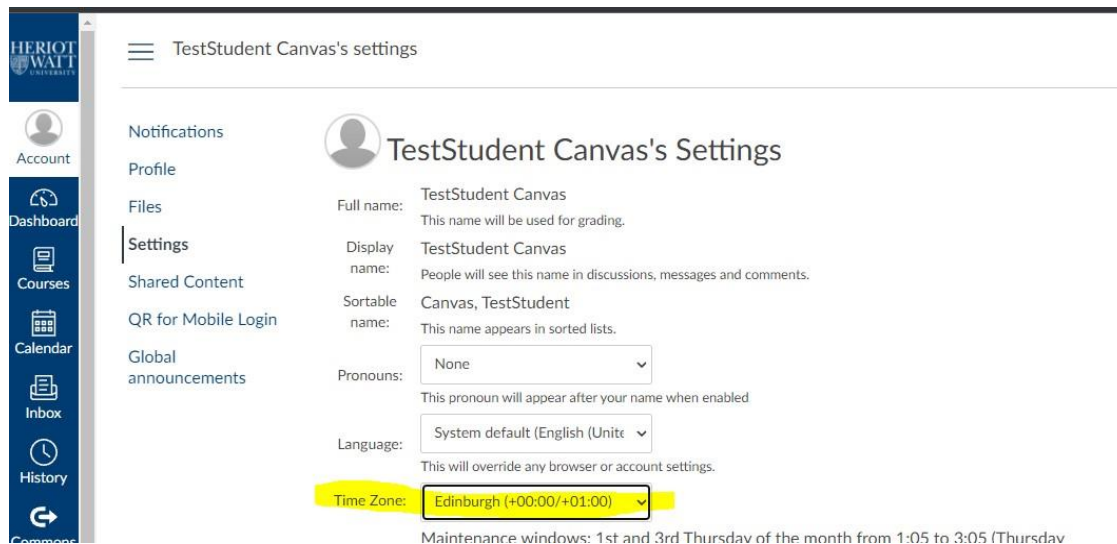 HERIOT
WATT
UNIVERSITY
TestStudent Canvas's settings
Account
Dashboard
Courses
Calendar
Inbox
History
Commons
Notifications
Profile
Files
Settings
Shared Content
QR for Mobile Login
Global
announcements
TestStudent Canvas's Settings
Full name:
TestStudent Canvas
This name will be used for grading.
Display
name:
TestStudent Canvas
People will see this name in discussions, messages and comments.
Sortable
name:
Canvas, TestStudent
This name appears in sorted lists.
Pronouns:
None
This pronoun will appear after your name when enabled
Language:
System default (English (Unite
This will override any browser or account settings.
Time Zone:
Edinburgh (+00:00/+01:00)
Maintenance windows: 1st and 3rd Thursday of the month from 1:05 to 3:05 (Thursday